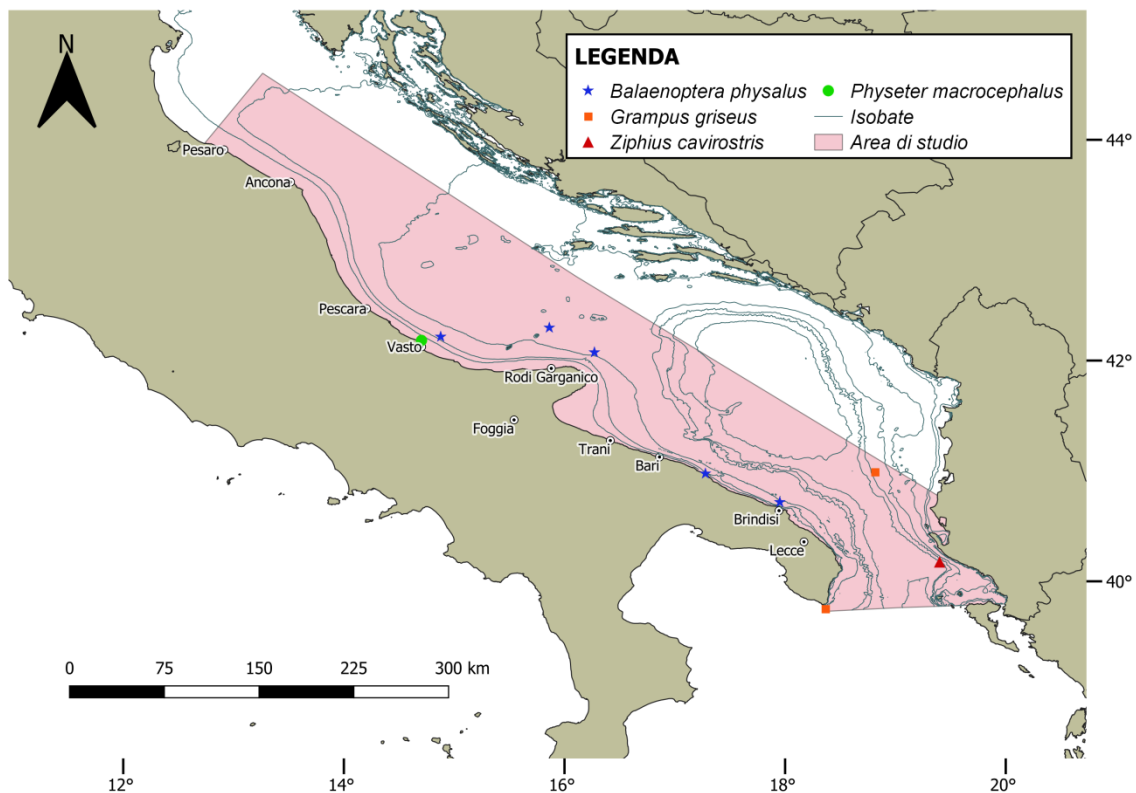 N
LEGENDA
Balaenoptera physalus
Physeter macrocephalus
Grampus griseus
Isobate
Ziphius cavirostris
Area di studio
44°
Pesaro
Ancona
Pescara
42°
Vasto
Rodi Garganico
Foggia
Trani
Bari
Brindisi
Lecce
40°
0 75 150 225 300 km
12° 14° 16° 18° 20°